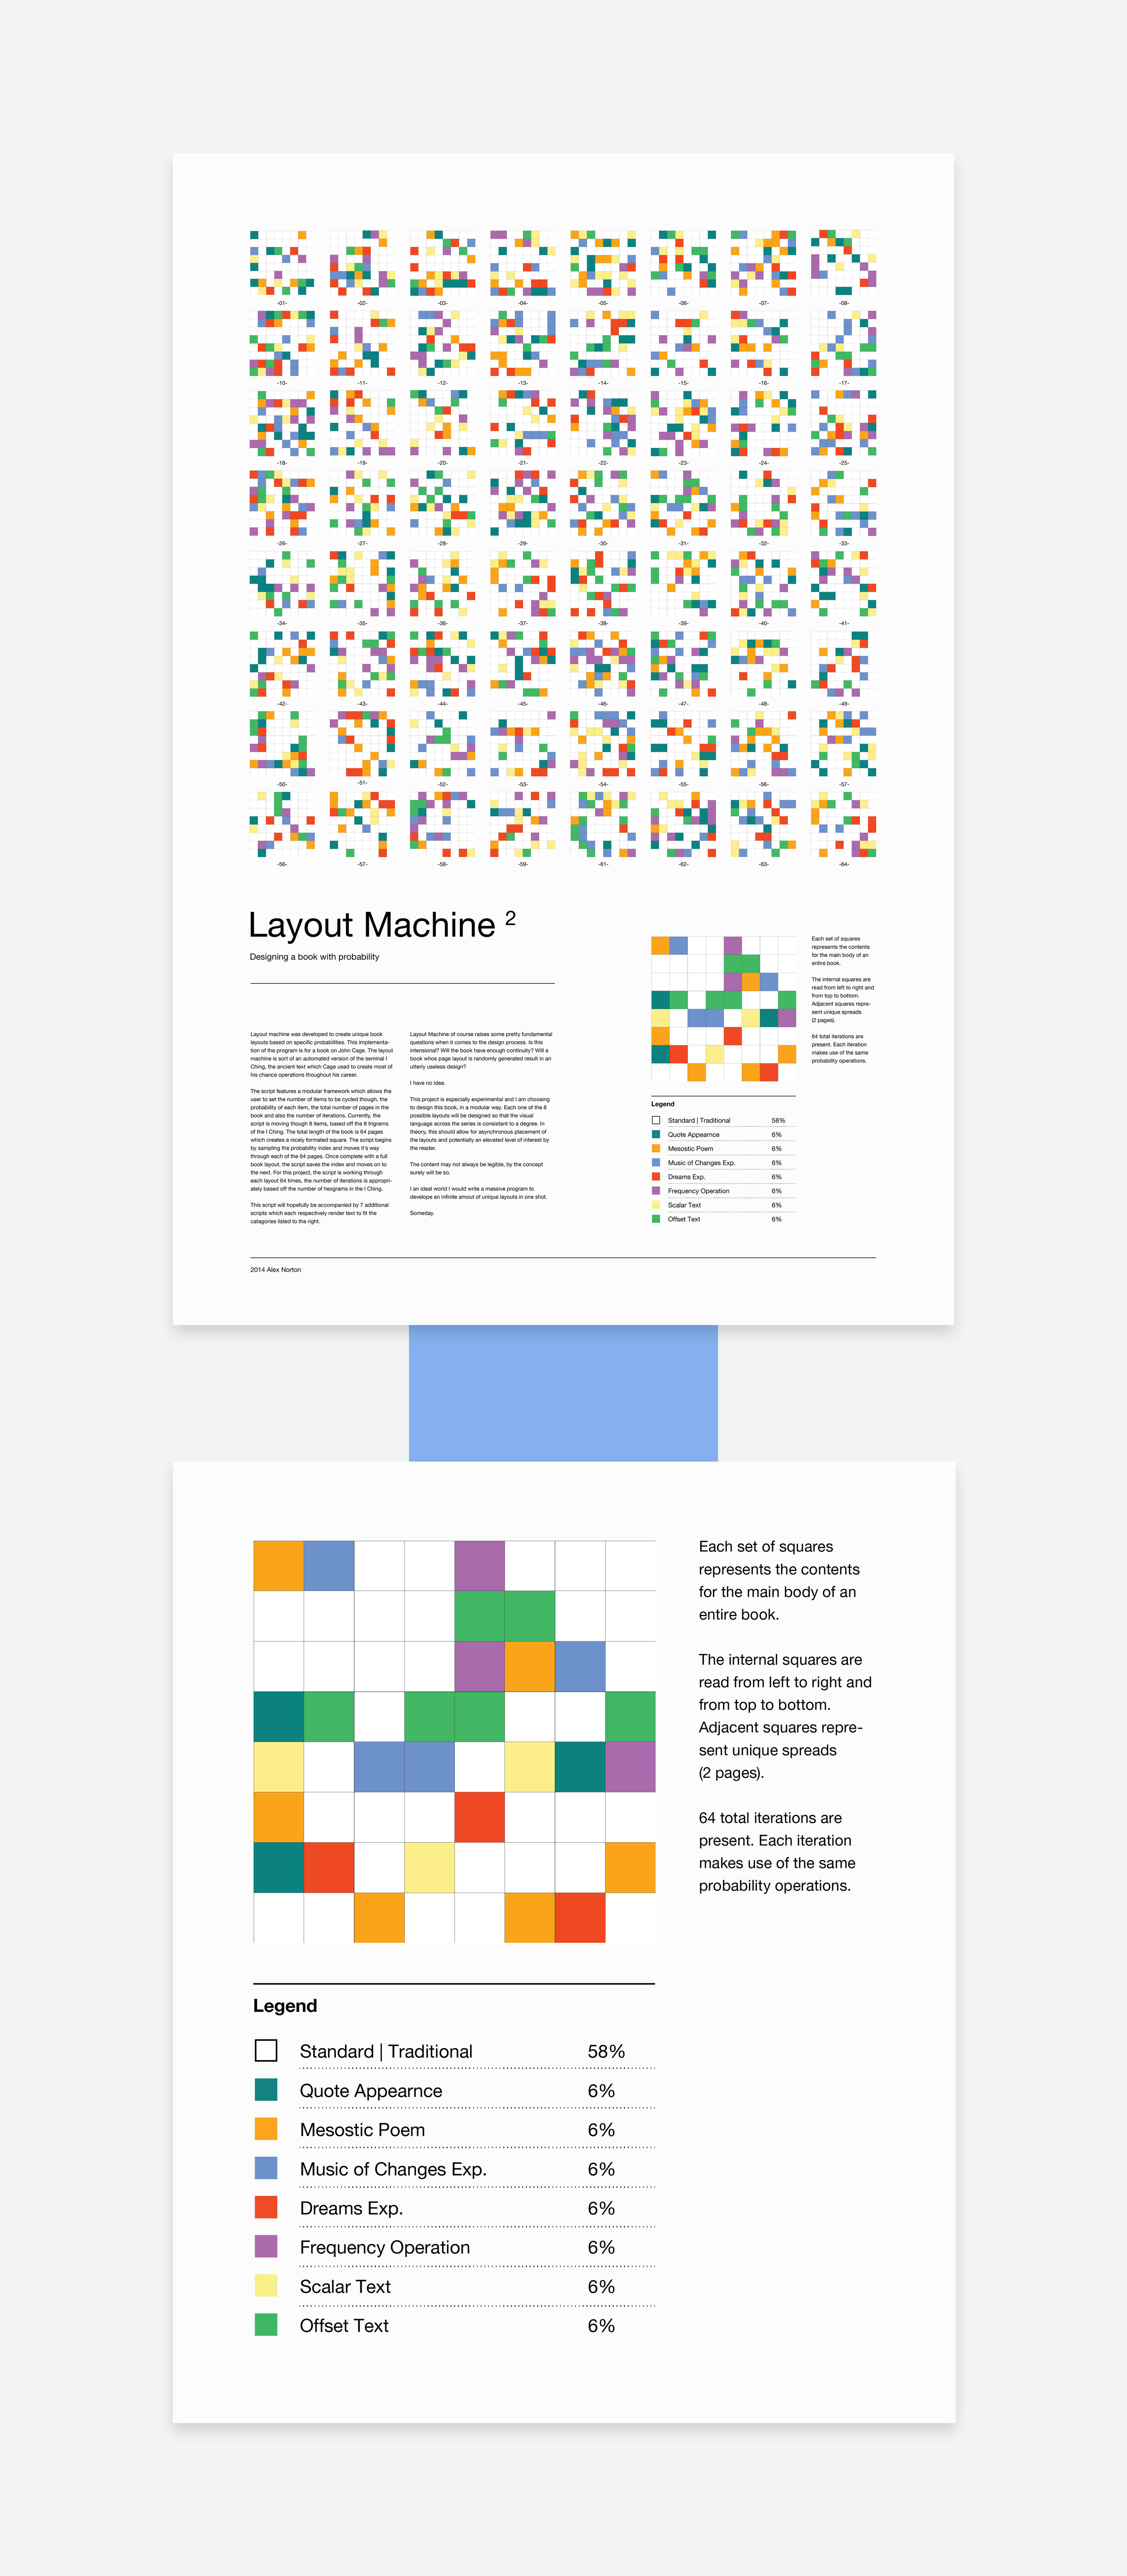 -01- -02- -03- -04- -05- -06- -07- -08-
-10- -11- -12- -13- -14- -15- -16- -17-
-18- -19- -20- -21- -22- -23- -24- -25-
-26- -27- -28- -29- -30- -31- -32- -33-
-34- -35- -36- -37- -38- -39- -40- -41-
-42- -43- -44- -45- -46- -47- -48- -49-
-50- -51- -52- -53- -54- -55- -56- -57-
-56- -57- -58- -59- -61- -62- -63- -64-
Layout Machine 2
Designing a book with probability
Layout machine was developed to create unique book
layouts based on specific probabilities. This implementa-
tion of the program is for a book on John Cage. The layout
machine is sort of an automated version of the seminal I
Ching, the ancient text which Cage used to create most of
his chance operations thoughout his career.
The script features a modular framework which allows the
user to set the number of items to be cycled though, the
probability of each item, the total number of pages in the
book and also the number of iterations. Currently, the
script is moving though 8 items, based off the 8 trigrams
of the I Ching. The total length of the book is 64 pages
which creates a nicely formated square. The script begins
by sampling the probability index and moves it's way
through each of the 64 pages. Once complete with a full
book layout, the script saves the index and moves on to
the next. For this project, the script is working through
each layout 64 times, the number of iterations is appropri-
ately based off the number of hexgrams in the I Ching.
This script will hopefully be accompanied by 7 additional
scripts which each respectively render text to fit the
catagories listed to the right.
Layout Machine of course raises some pretty fundamental
questions when it comes to the design process. Is this
intensional? Will the book have enough continuity? Will a
book whos page layout is randomly generated result in an
utterly useless design?
I have no idea.
This project is especially experimental and I am choosing
to design this book, in a modular way. Each one of the 8
possible layouts will be designed so that the visual
language across the series is consistant to a degree. In
theory, this should allow for asynchronous placement of
the layouts and potentially an elevated level of interest by
the reader.
The content may not always be legible, by the concept
surely will be so.
I an ideal world I would write a massive program to
develope an infinite amout of unique layouts in one shot.
Someday.
Each set of squares
represents the contents
for the main body of an
entire book.
The internal squares are
read from left to right and
from top to bottom.
Adjacent squares repre-
sent unique spreads
(2 pages).
64 total iterations are
present. Each iteration
makes use of the same
probability operations.
Legend
Standard | Traditional 58%
Quote Appearnce 6%
Mesostic Poem 6%
Music of Changes Exp. 6%
Dreams Exp. 6%
Frequency Operation 6%
Scalar Text 6%
Offset Text 6%
2014 Alex Norton
Each set of squares
represents the contents
for the main body of an
entire book.
The internal squares are
read from left to right and
from top to bottom.
Adjacent squares repre-
sent unique spreads
(2 pages).
64 total iterations are
present. Each iteration
makes use of the same
probability operations.
Legend
Standard | Traditional 58%
Quote Appearnce 6%
Mesostic Poem 6%
Music of Changes Exp. 6%
Dreams Exp. 6%
Frequency Operation 6%
Scalar Text 6%
Offset Text 6%